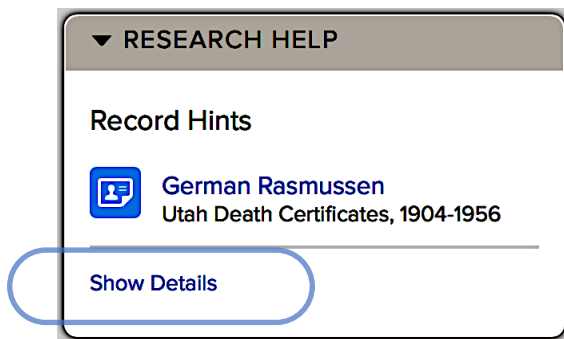 RESEARCH HELP
Record Hints
German Rasmussen
Utah Death Certificates, 1904-1956
Show Details